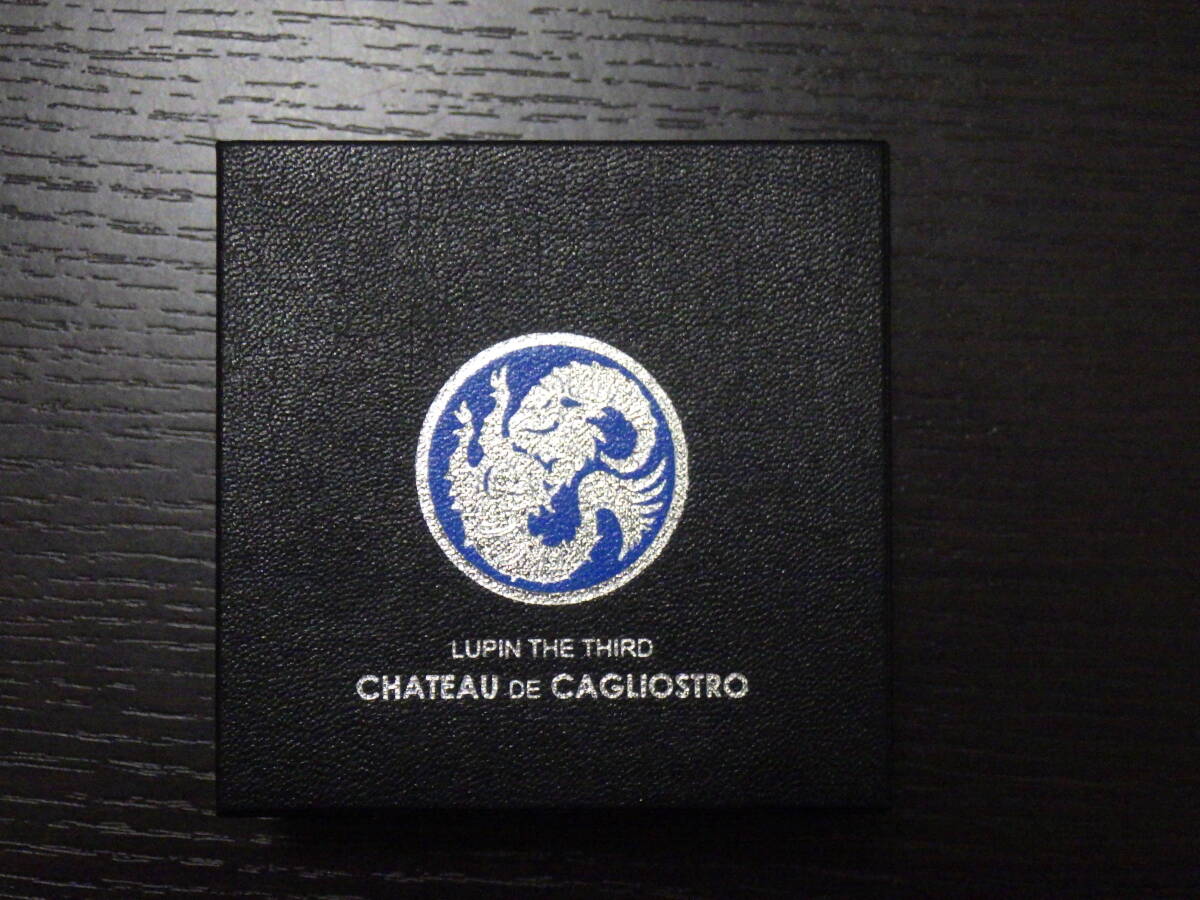 LUPIN THE THIRD
CHATEAU DE CAGLIOSTRO